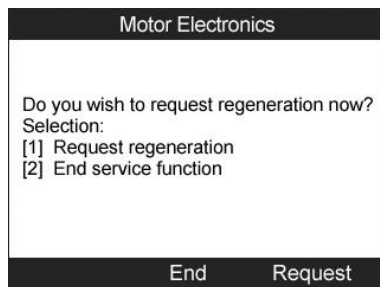 Motor Electronics
Do you wish to request regeneration now?
Selection:
[1] Request regeneration
[2] End service function
End Request